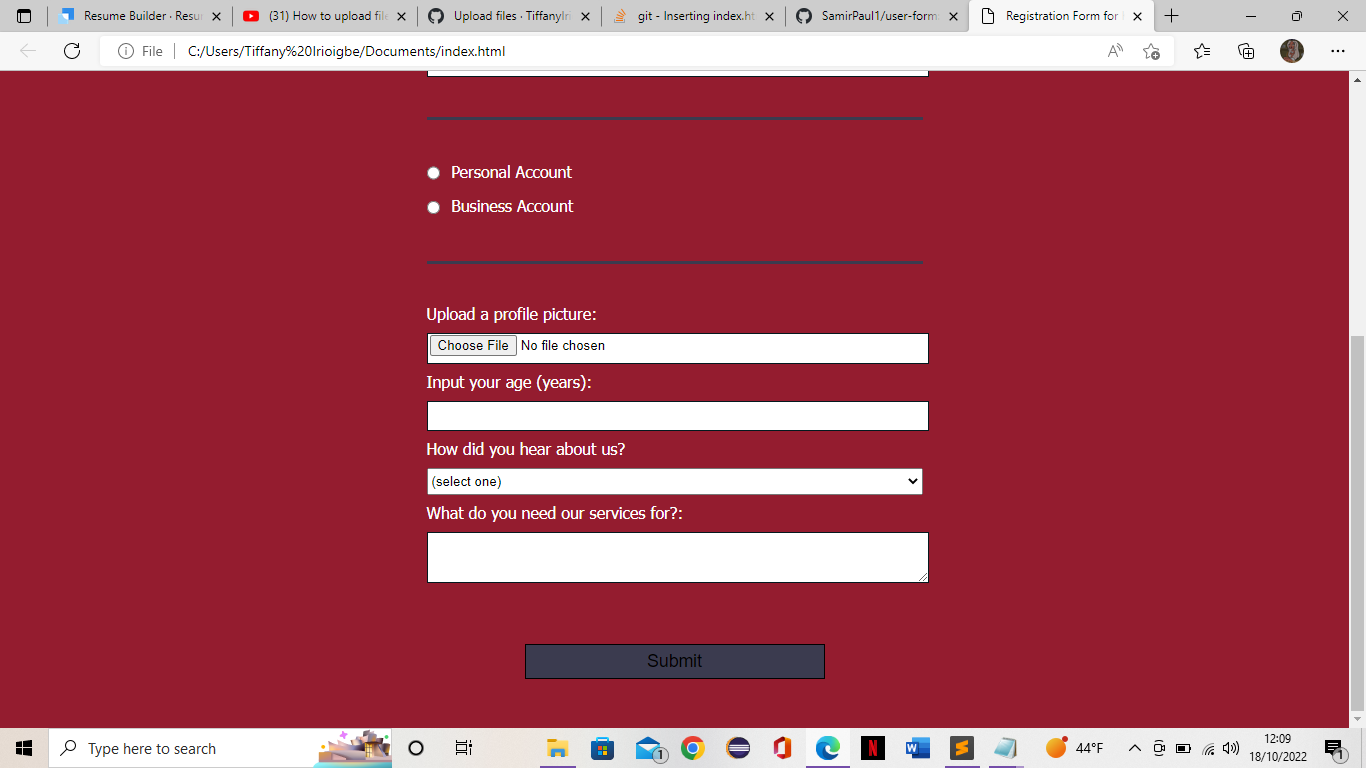 Resume Builder · Resu
(31) How to upload file
Upload files · TiffanyIri
git - Inserting index.ht
SamirPaul1/user-form
Registration Form for
File
C:/Users/Tiffany%20Irioigbe/Documents/index.html
Personal Account
Business Account
Upload a profile picture:
Choose File No file chosen
Input your age (years):
How did you hear about us?
(select one)
What do you need our services for?:
Submit
Type here to search
1
N
W
S
44°F
12:09
18/10/2022
1